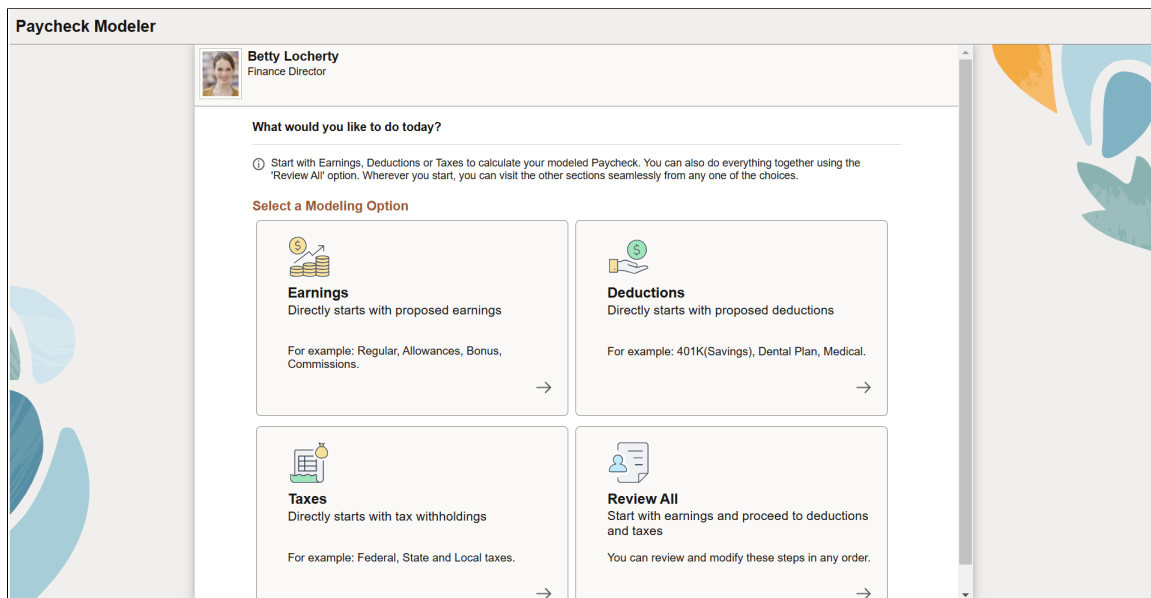 Paycheck Modeler
Betty Locherty
Finance Director
What would you like to do today?
Start with Earnings, Deductions or Taxes to calculate your modeled Paycheck. You can also do everything together using the
'Review All' option. Wherever you start, you can visit the other sections seamlessly from any one of the choices.
Select a Modeling Option
Earnings
Directly starts with proposed earnings
For example: Regular, Allowances, Bonus,
Commissions.
Deductions
Directly starts with proposed deductions
For example: 401K(Savings), Dental Plan, Medical.
Taxes
Directly starts with tax withholdings
For example: Federal, State and Local taxes.
Review All
Start with earnings and proceed to deductions
and taxes
You can review and modify these steps in any order.